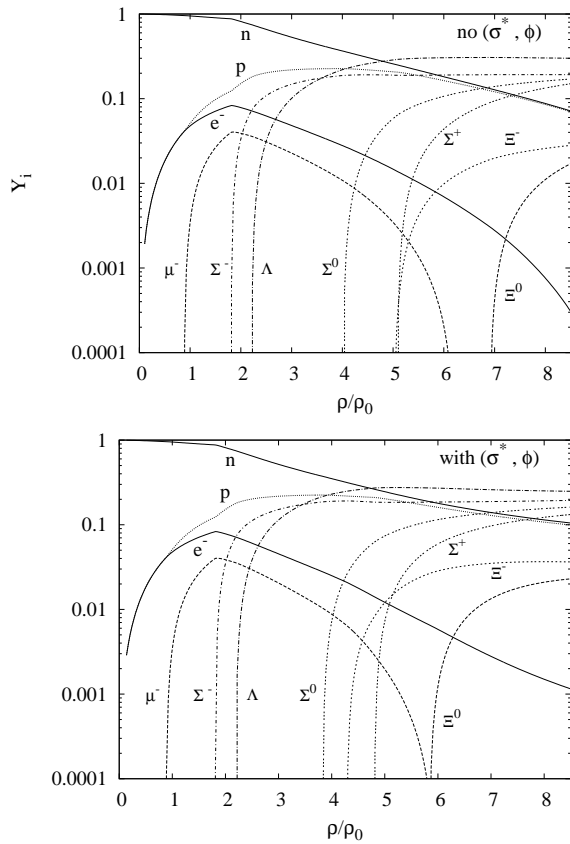 no (σ*, ϕ)
1
0.1
0.01
0.001
0.0001
Y_i
n
p
e⁻
μ⁻
Σ⁻
Λ
Σ⁰
Σ⁺
Ξ⁻
Ξ⁰
0 1 2 3 4 5 6 7 8
ρ/ρ₀
with (σ*, ϕ)
1
0.1
0.01
0.001
0.0001
n
p
e⁻
μ⁻
Σ⁻
Λ
Σ⁰
Σ⁺
Ξ⁻
Ξ⁰
0 1 2 3 4 5 6 7 8
ρ/ρ₀